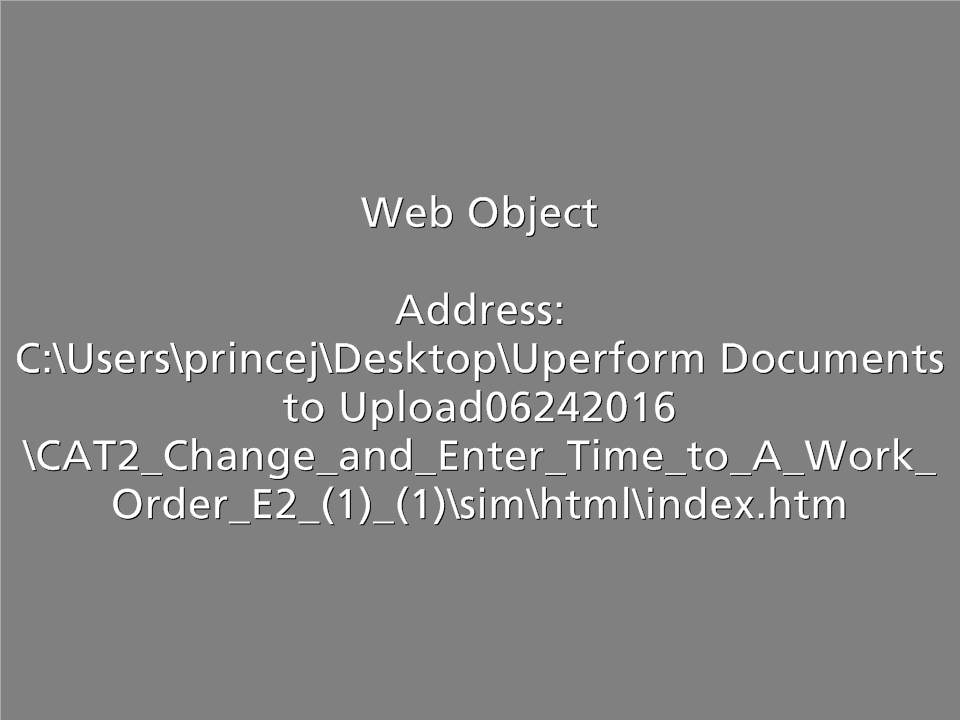 Web Object
Address:
C:\Users\princej\Desktop\Uperform Documents
to Upload06242016
\CAT2_Change_and_Enter_Time_to_A_Work_
Order_E2_(1)_(1)\sim\html\index.htm